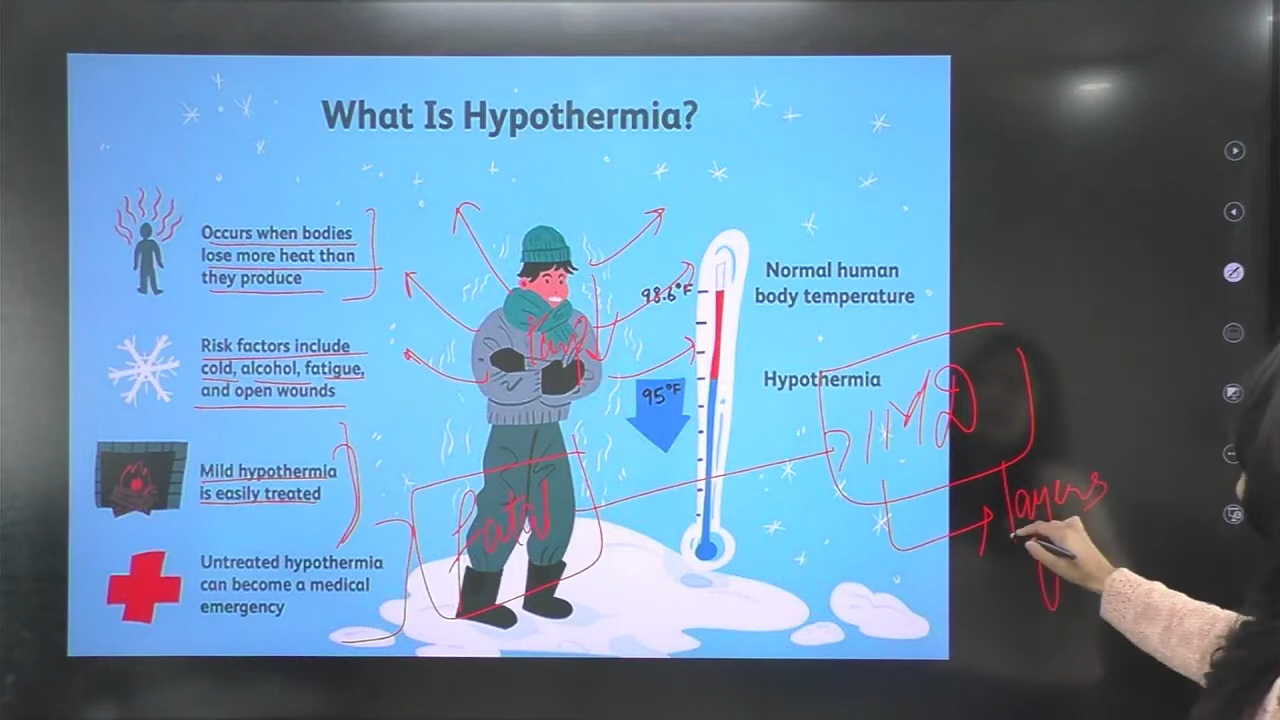 What Is Hypothermia?
Occurs when bodies
lose more heat than
they produce
Risk factors include
cold, alcohol, fatigue,
and open wounds
Mild hypothermia
is easily treated
Untreated hypothermia
can become a medical
emergency
98.6°F
Normal human
body temperature
95°F
Hypothermia
IMD
layers
fatal